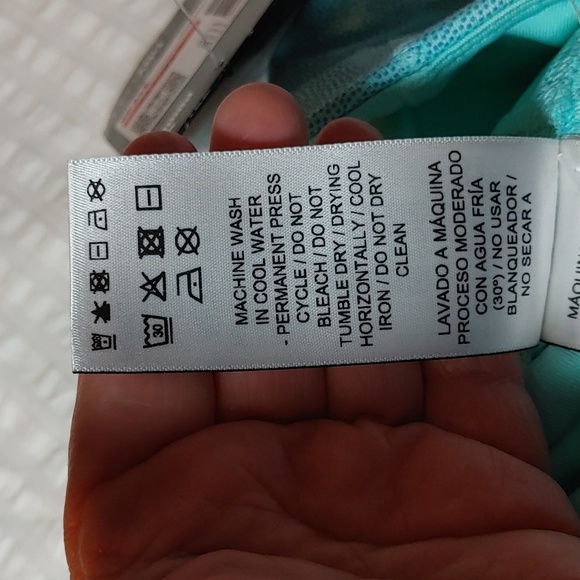 30
MACHINE WASH
IN COOL WATER
- PERMANENT PRESS
CYCLE / DO NOT
BLEACH / DO NOT
TUMBLE DRY / DRYING
HORIZONTALLY / COOL
IRON / DO NOT DRY
CLEAN
LAVADO A MÁQUINA
PROCESO MODERADO
CON AGUA FRÍA
(30º) / NO USAR
BLANQUEADOR /
NO SECAR A